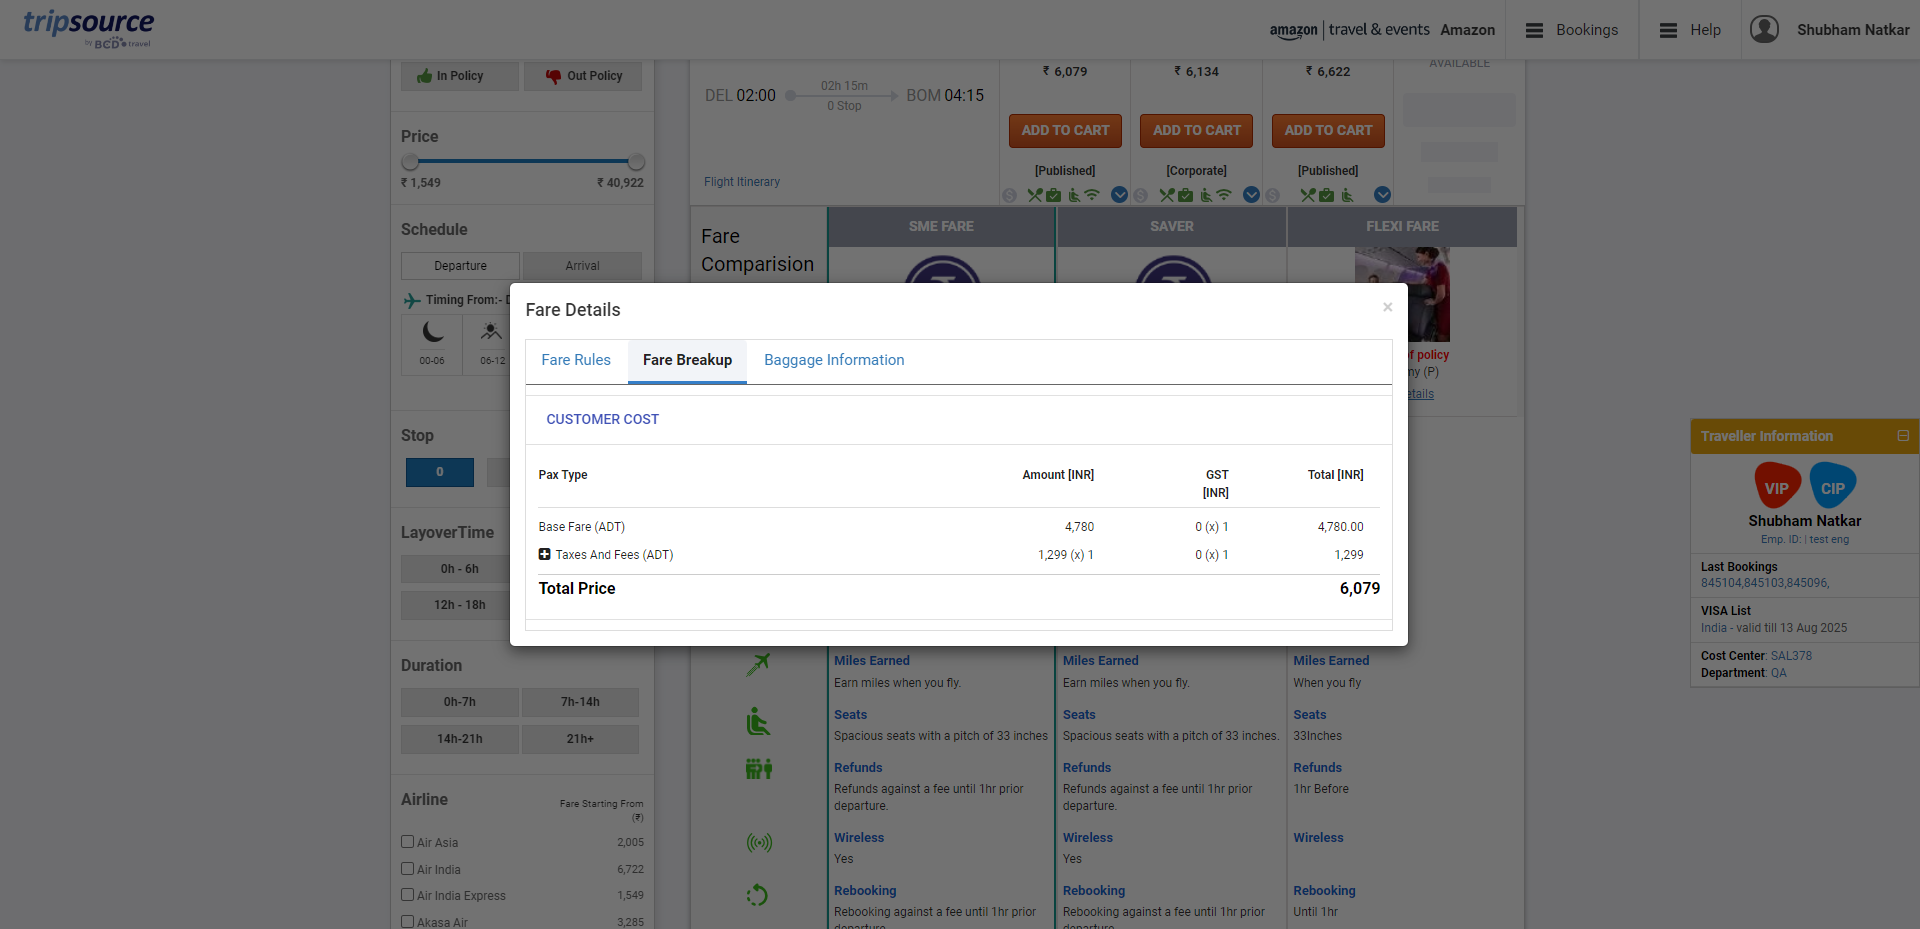 tripsource
by BCD travel
amazon | travel & events Amazon
Bookings
Help
Shubham Natkar
In Policy
Out Policy
Price
₹ 1,549
₹ 40,922
Schedule
Departure
Arrival
Timing From:- D
00-06
06-12
Stop
0
LayoverTime
0h - 6h
12h - 18h
Duration
0h-7h
7h-14h
14h-21h
21h+
Airline
Fare Starting From
(₹)
Air Asia
2,005
Air India
6,722
Air India Express
1,549
Akasa Air
3,285
DEL 02:00
02h 15m
0 Stop
BOM 04:15
Flight Itinerary
₹ 6,079
₹ 6,134
₹ 6,622
AVAILABLE
ADD TO CART
ADD TO CART
ADD TO CART
[Published]
[Corporate]
[Published]
Fare
Comparision
SME FARE
SAVER
FLEXI FARE
of policy
my (P)
etails
Fare Details
×
Fare Rules
Fare Breakup
Baggage Information
CUSTOMER COST
Pax Type
Amount [INR]
GST
[INR]
Total [INR]
Base Fare (ADT)
4,780
0 (x) 1
4,780.00
Taxes And Fees (ADT)
1,299 (x) 1
0 (x) 1
1,299
Total Price
6,079
Miles Earned
Earn miles when you fly.
Miles Earned
Earn miles when you fly.
Miles Earned
When you fly
Seats
Spacious seats with a pitch of 33 inches
Seats
Spacious seats with a pitch of 33 inches.
Seats
33Inches
Refunds
Refunds against a fee until 1hr prior
departure.
Refunds
Refunds against a fee until 1hr prior
departure.
Refunds
1hr Before
Wireless
Yes
Wireless
Yes
Wireless
Rebooking
Rebooking against a fee until 1hr prior
departure.
Rebooking
Rebooking against a fee until 1hr prior
departure.
Rebooking
Until 1hr
Traveller Information
VIP
CIP
Shubham Natkar
Emp. ID: | test eng
Last Bookings
845104,845103,845096,
VISA List
India - valid till 13 Aug 2025
Cost Center: SAL378
Department: QA